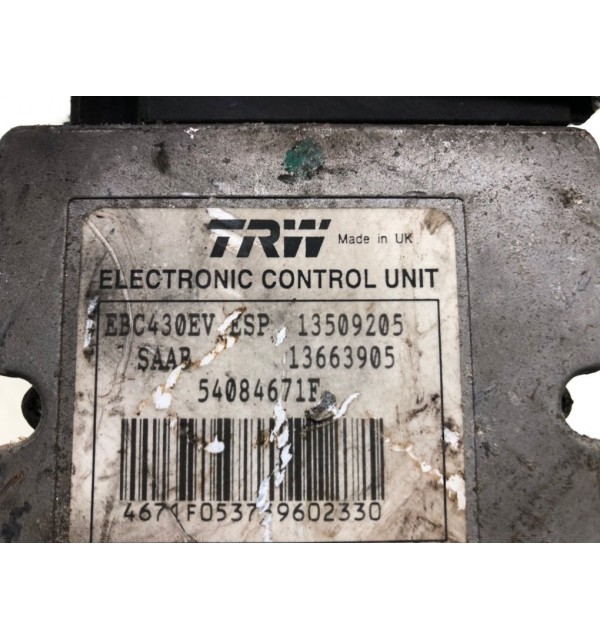 TRW Made in UK
ELECTRONIC CONTROL UNIT
EBC430EV ESP 13509205
SAAB 13663905
54084671F